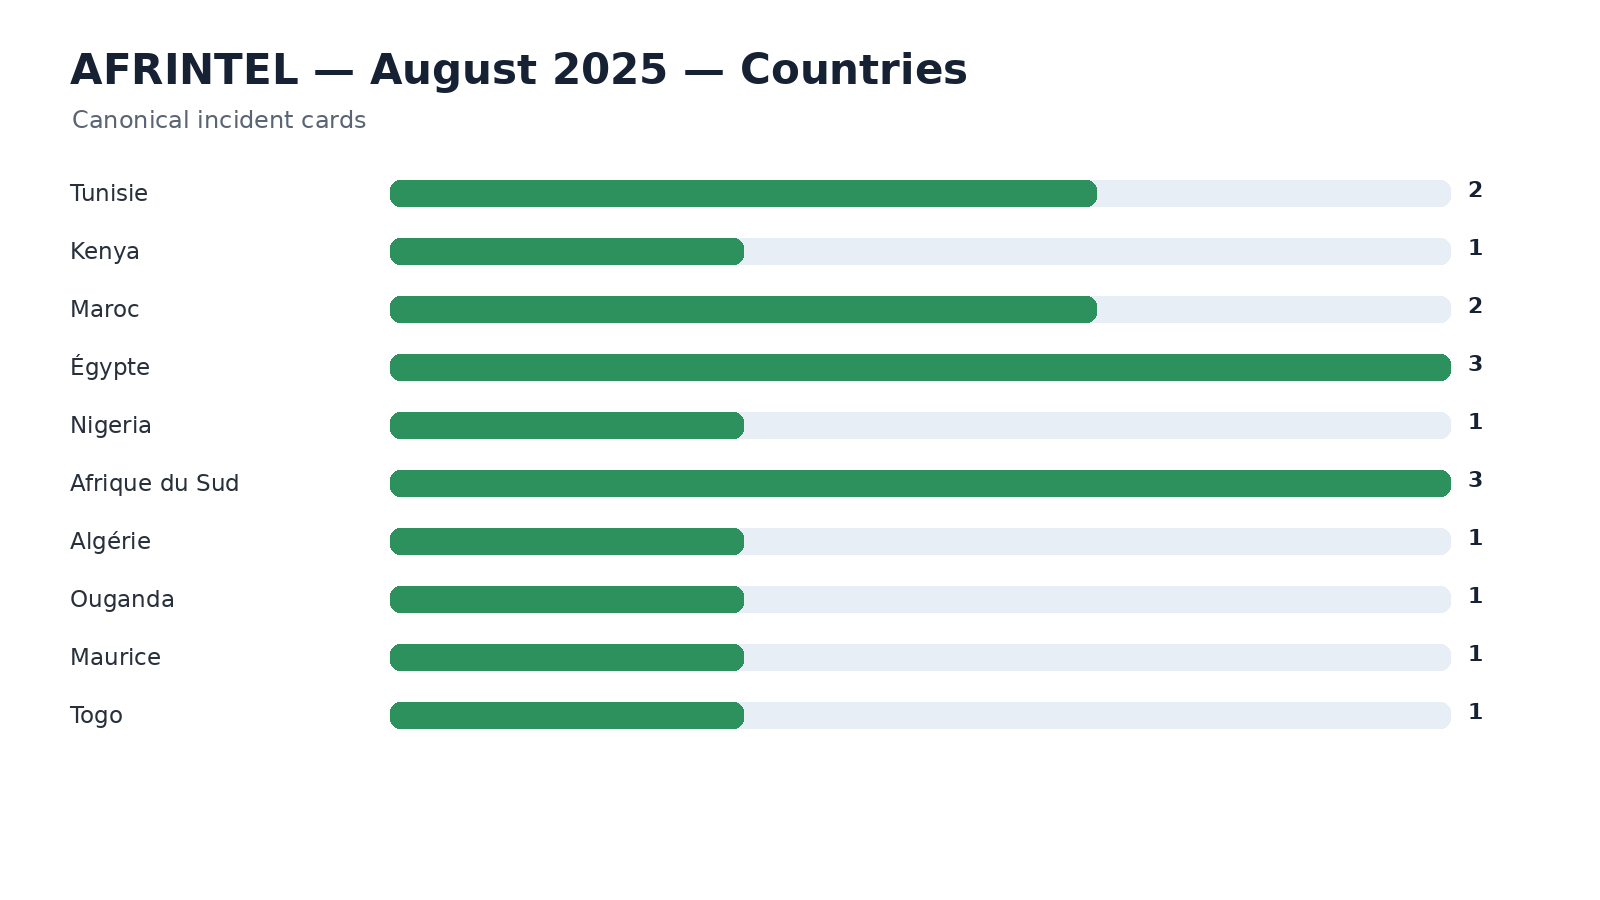 AFRINTEL — August 2025 — Countries
Canonical incident cards
Tunisie 2
Kenya 1
Maroc 2
Égypte 3
Nigeria 1
Afrique du Sud 3
Algérie 1
Ouganda 1
Maurice 1
Togo 1